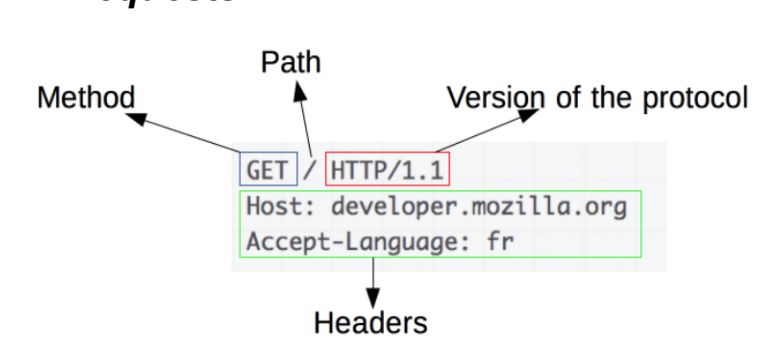 Path
Method
Version of the protocol
GET / HTTP/1.1
Host: developer.mozilla.org
Accept-Language: fr
Headers